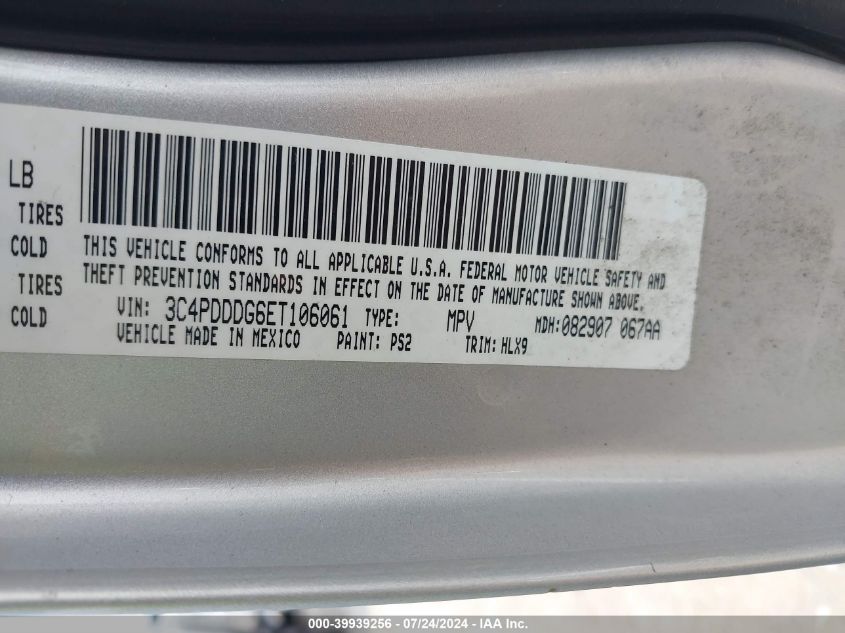 LB
TIRES
COLD
TIRES
COLD
THIS VEHICLE CONFORMS TO ALL APPLICABLE U.S.A. FEDERAL MOTOR VEHICLE SAFETY AND
THEFT PREVENTION STANDARDS IN EFFECT ON THE DATE OF MANUFACTURE SHOWN ABOVE.
VIN: 3C4PDDDG6ET106061 TYPE: MPV MDH:082907 067AA
VEHICLE MADE IN MEXICO PAINT: PS2 TRIM: HLX9
000-39939256 - 07/24/2024 - IAA Inc.